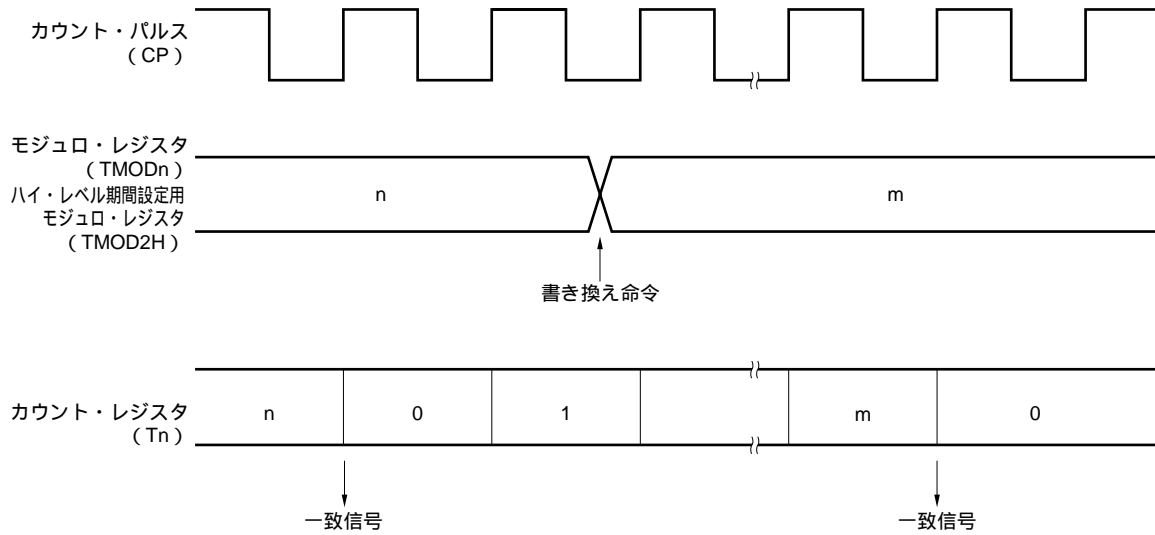 カウント・パルス
（CP）
モジュロ・レジスタ
（TMODn）
ハイ・レベル期間設定用
モジュロ・レジスタ
（TMOD2H）
n
m
書き換え命令
カウント・レジスタ
（Tn）
n 0 1 m 0
一致信号 一致信号